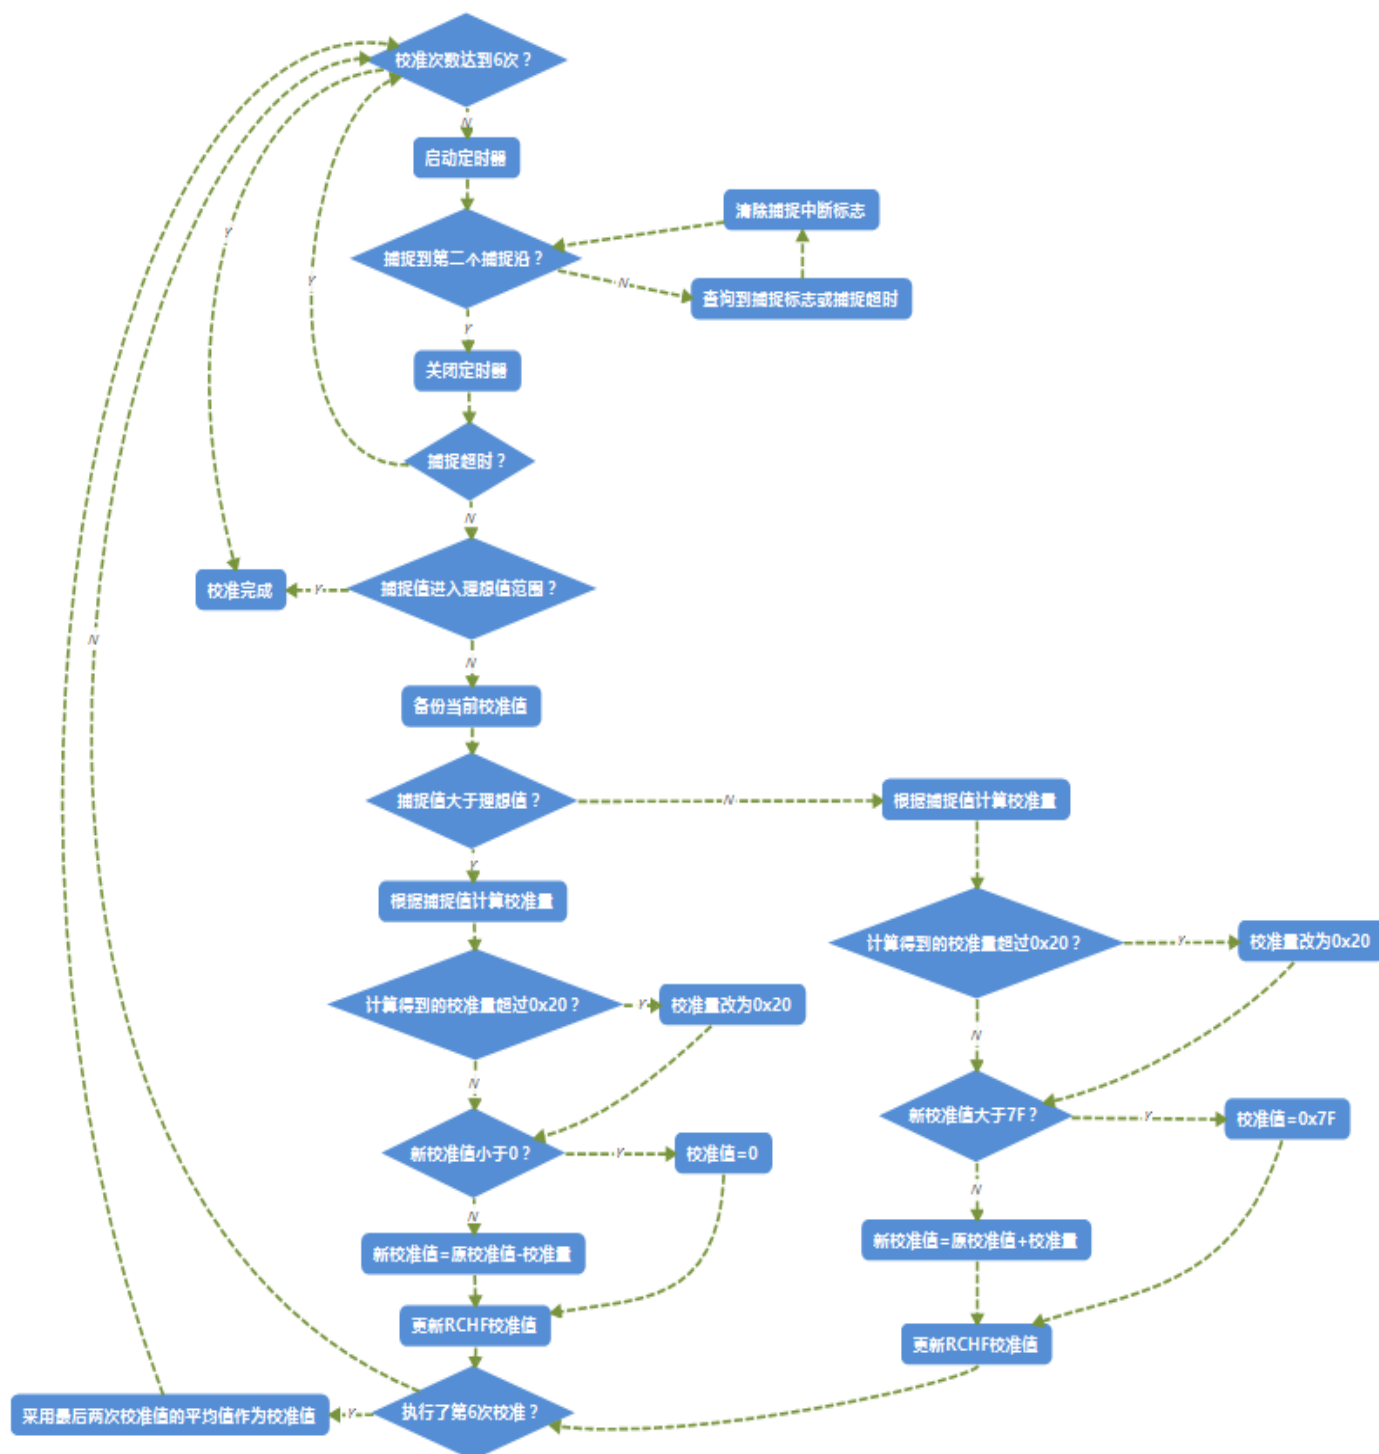 校准次数达到6次？
N
启动定时器
清除捕捉中断标志
捕捉到第二个捕捉沿？
N
查询到捕捉标志或捕捉超时
Y
Y
Y
关闭定时器
捕捉超时？
N
捕捉值进入理想值范围？
Y
校准完成
N
N
备份当前校准值
捕捉值大于理想值？
N
根据捕捉值计算校准量
Y
根据捕捉值计算校准量
计算得到的校准量超过0x20？
Y
校准量改为0x20
计算得到的校准量超过0x20？
Y
校准量改为0x20
N
N
新校准值大于7F？
Y
校准值=0x7F
新校准值小于0？
Y
校准值=0
N
N
新校准值=原校准值+校准量
新校准值=原校准值-校准量
更新RCHF校准值
更新RCHF校准值
执行了第6次校准？
Y
采用最后两次校准值的平均值作为校准值